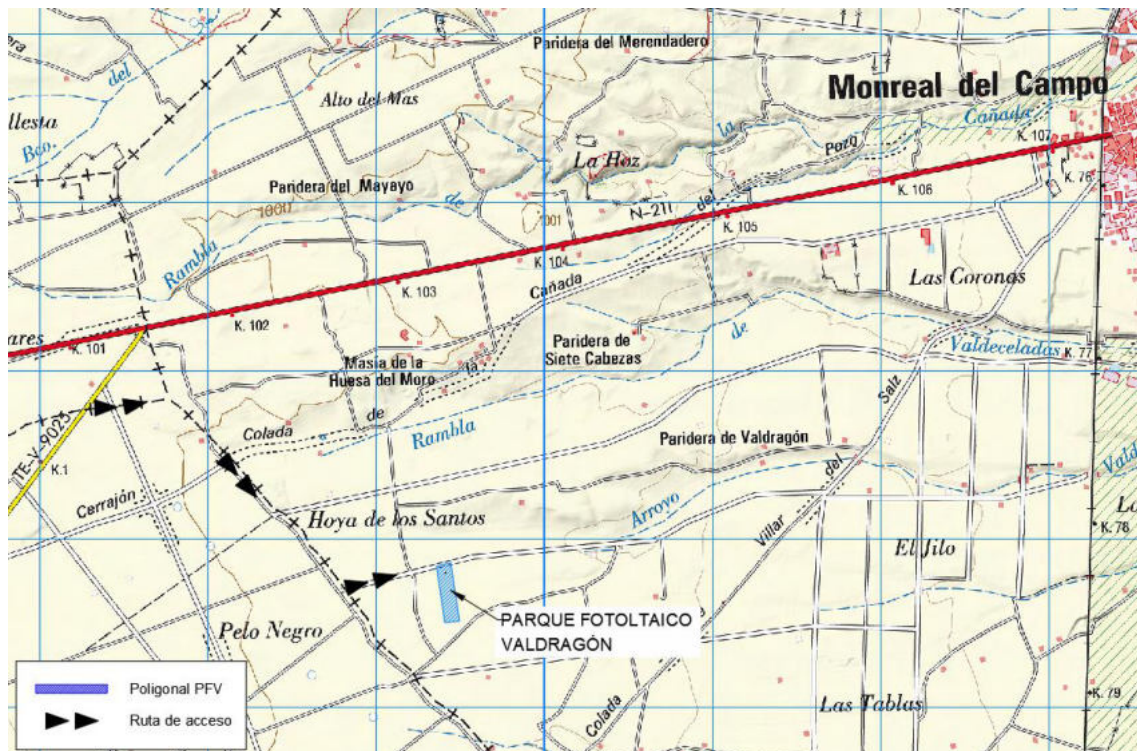 Paridera del Merendadero
Monreal del Campo
del
Alto del Mas
Cañada
llesta
Bco.
la
Pozo
K. 107
La Hoz
K. 76
Paridera del Mayayo
de
K. 106
1000
1001
N-211
del
K. 105
Rambla
K. 104
Las Coronas
K. 103
Cañada
K. 102
de
ares
K. 101
Paridera de
Siete Cabezas
Valdeceladas
K. 77
Masía de la
Huesa del Moro
la
Salz
de
TE-V-9025
Colada
Rambla
Paridera de Valdragón
K.1
del
Cerrajón
Arroyo
Hoya de los Santos
Villar
El Jilo
K. 78
PARQUE FOTOLTAICO
VALDRAGÓN
Pelo Negro
Poligonal PFV
Ruta de acceso
Colada
Las Tablas
K. 79